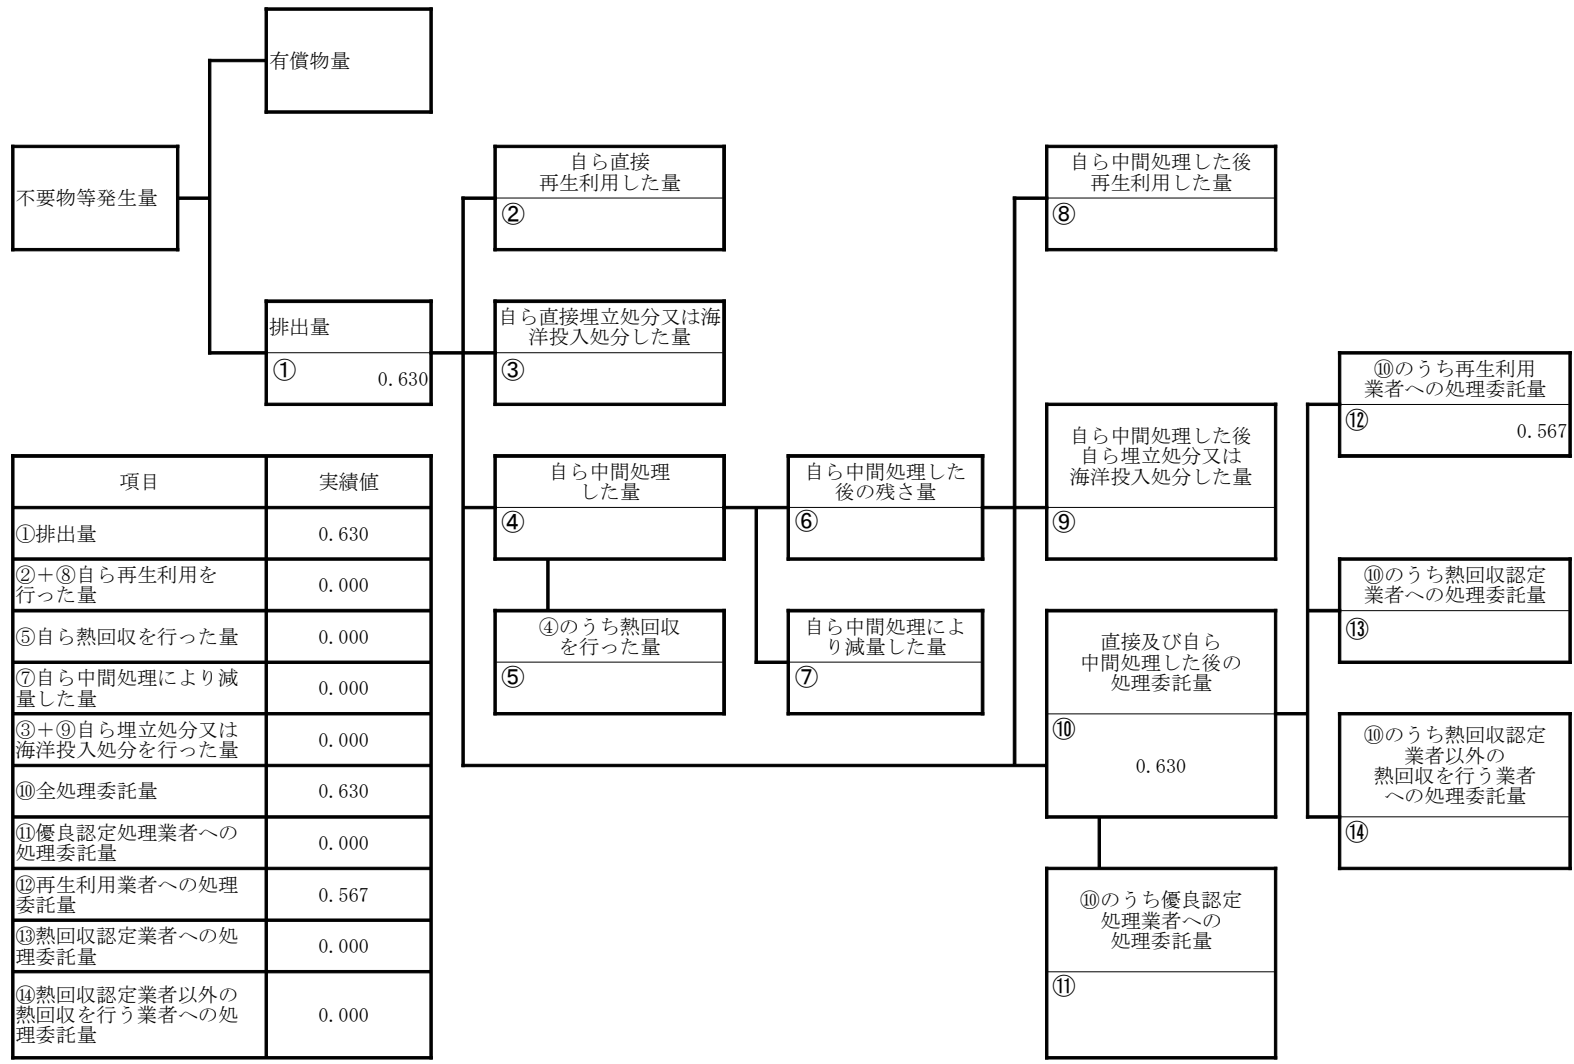 有償物量
不要物等発生量
自ら直接
再生利用した量
②
自ら中間処理した後
再生利用した量
⑧
排出量
① 0.630
自ら直接埋立処分又は海
洋投入処分した量
③
⑩のうち再生利用
業者への処理委託量
⑫ 0.567
自ら中間処理した後
自ら埋立処分又は
海洋投入処分した量
⑨
自ら中間処理
した量
④
自ら中間処理した
後の残さ量
⑥
④のうち熱回収
を行った量
⑤
自ら中間処理によ
り減量した量
⑦
直接及び自ら
中間処理した後の
処理委託量
⑩
0.630
⑩のうち熱回収認定
業者への処理委託量
⑬
⑩のうち熱回収認定
業者以外の
熱回収を行う業者
への処理委託量
⑭
⑩のうち優良認定
処理業者への
処理委託量
⑪
項目 実績値
①排出量 0.630
②＋⑧自ら再生利用を
行った量 0.000
⑤自ら熱回収を行った量 0.000
⑦自ら中間処理により減
量した量 0.000
③＋⑨自ら埋立処分又は
海洋投入処分を行った量 0.000
⑩全処理委託量 0.630
⑪優良認定処理業者への
処理委託量 0.000
⑫再生利用業者への処理
委託量 0.567
⑬熱回収認定業者への処
理委託量 0.000
⑭熱回収認定業者以外の
熱回収を行う業者への処
理委託量 0.000